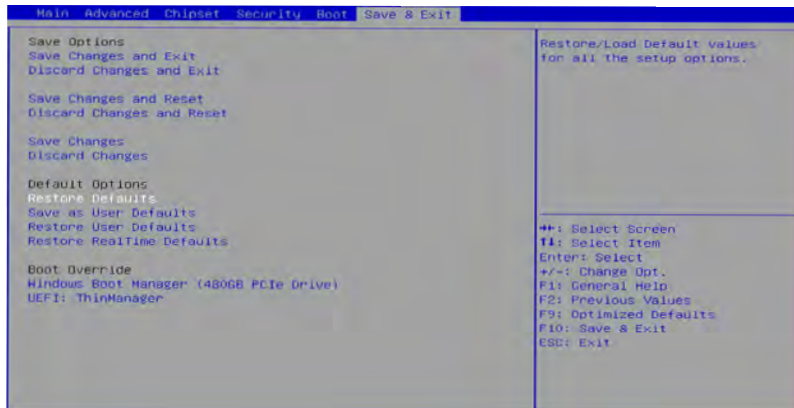 Main Advanced Chipset Security Boot Save & Exit
Save Options
Save Changes and Exit
Discard Changes and Exit
Save Changes and Reset
Discard Changes and Reset
Save Changes
Discard Changes
Default Options
Restore Defaults
Save as User Defaults
Restore User Defaults
Restore RealTime Defaults
Boot Override
Windows Boot Manager (480GB PCIe Drive)
UEFI: ThinManager
Restore/Load Default values
for all the setup options.
→←: Select Screen
↑↓: Select Item
Enter: Select
+/-: Change Opt.
F1: General Help
F2: Previous Values
F9: Optimized Defaults
F10: Save & Exit
ESC: Exit